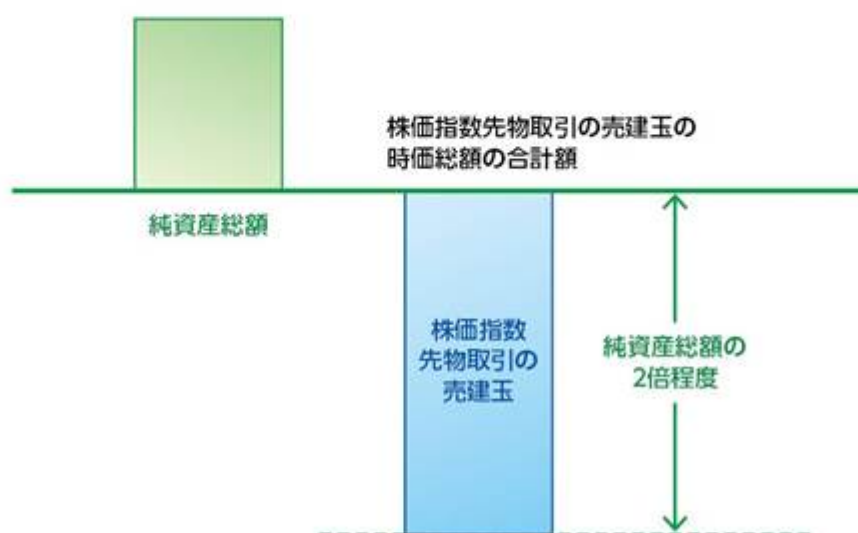 株価指数先物取引の売建玉の
時価総額の合計額
純資産総額
株価指数
先物取引の
売建玉
純資産総額の
2倍程度